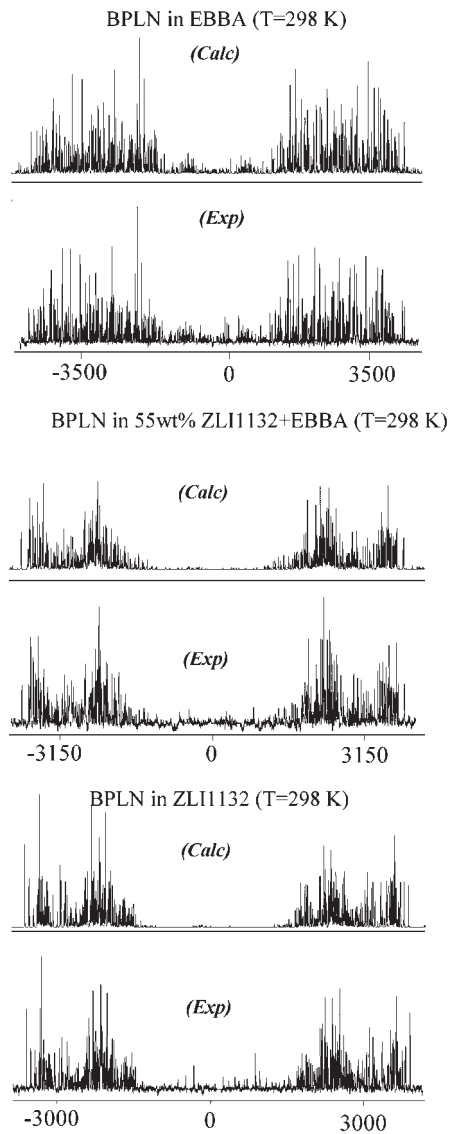 BPLN in EBBA (T=298 K)
(Calc)
(Exp)
-3500 0 3500
BPLN in 55wt% ZLI1132+EBBA (T=298 K)
(Calc)
(Exp)
-3150 0 3150
BPLN in ZLI1132 (T=298 K)
(Calc)
(Exp)
-3000 0 3000